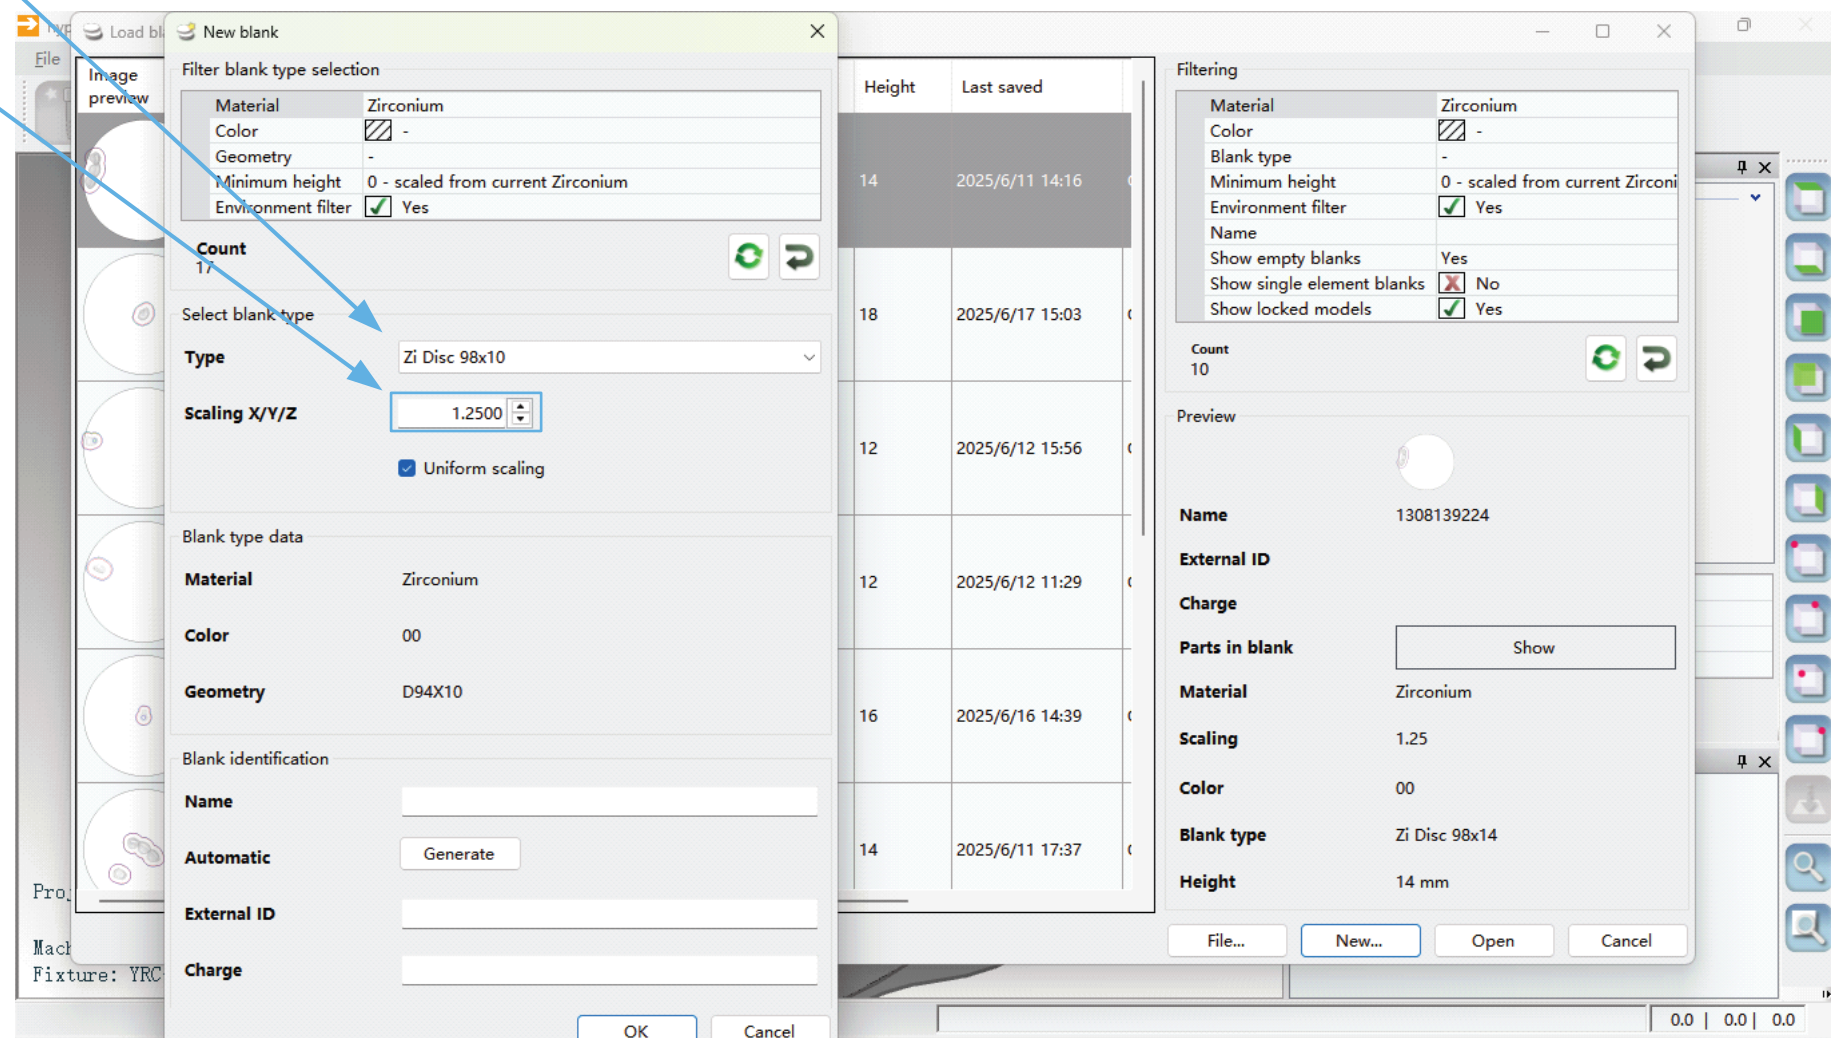 Load bl
New blank
File
Image
preview
Height
Last saved
14
2025/6/11 14:16
18
2025/6/17 15:03
12
2025/6/12 15:56
12
2025/6/12 11:29
16
2025/6/16 14:39
14
2025/6/11 17:37
Filter blank type selection
Material Zirconium
Color -
Geometry -
Minimum height 0 - scaled from current Zirconium
Environment filter Yes
Count
17
Select blank type
Type Zi Disc 98x10
Scaling X/Y/Z 1.2500
Uniform scaling
Blank type data
Material Zirconium
Color 00
Geometry D94X10
Blank identification
Name
Automatic Generate
External ID
Charge
OK Cancel
Filtering
Material Zirconium
Color -
Blank type -
Minimum height 0 - scaled from current Zirconi
Environment filter Yes
Name
Show empty blanks Yes
Show single element blanks No
Show locked models Yes
Count
10
Preview
Name 1308139224
External ID
Charge
Parts in blank Show
Material Zirconium
Scaling 1.25
Color 00
Blank type Zi Disc 98x14
Height 14 mm
File... New... Open Cancel
Fixture: YRC
0.0 | 0.0 | 0.0